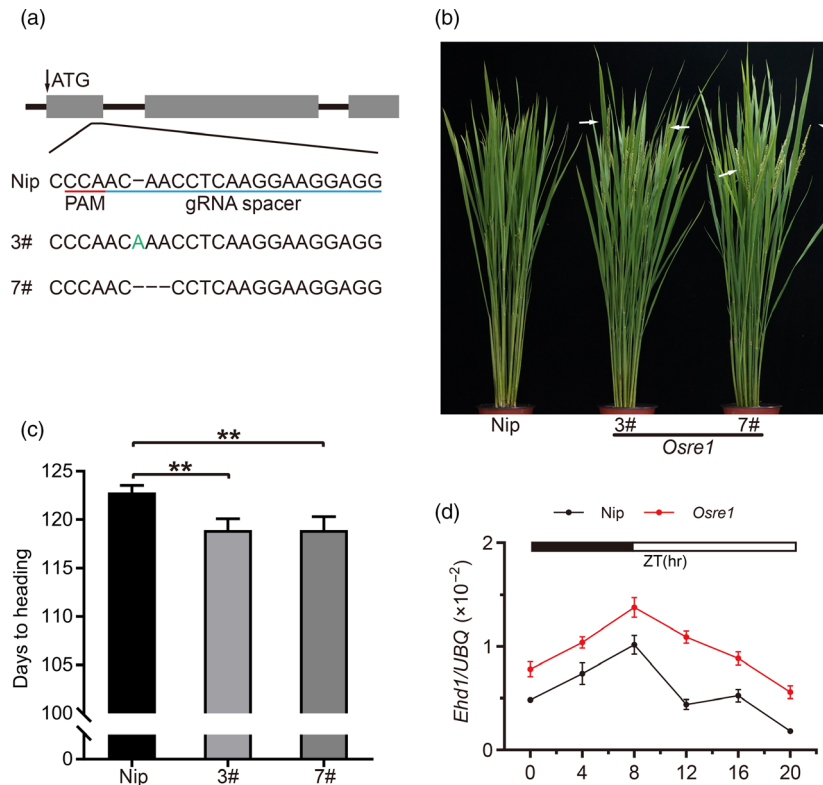 (a)
ATG
Nip CCCAAC–AACCTCAAGGAAGGAGG
PAM gRNA spacer
3# CCCAACAAACCTCAAGGAAGGAGG
7# CCCAAC–––CCTCAAGGAAGGAGG
(b)
Nip 3# 7#
Osre1
(c)
** 
**
Days to heading
125
120
115
110
105
100
0
Nip 3# 7#
(d)
Nip Osre1
ZT(hr)
Ehd1/UBQ (×10⁻²)
2
1
0
0 4 8 12 16 20